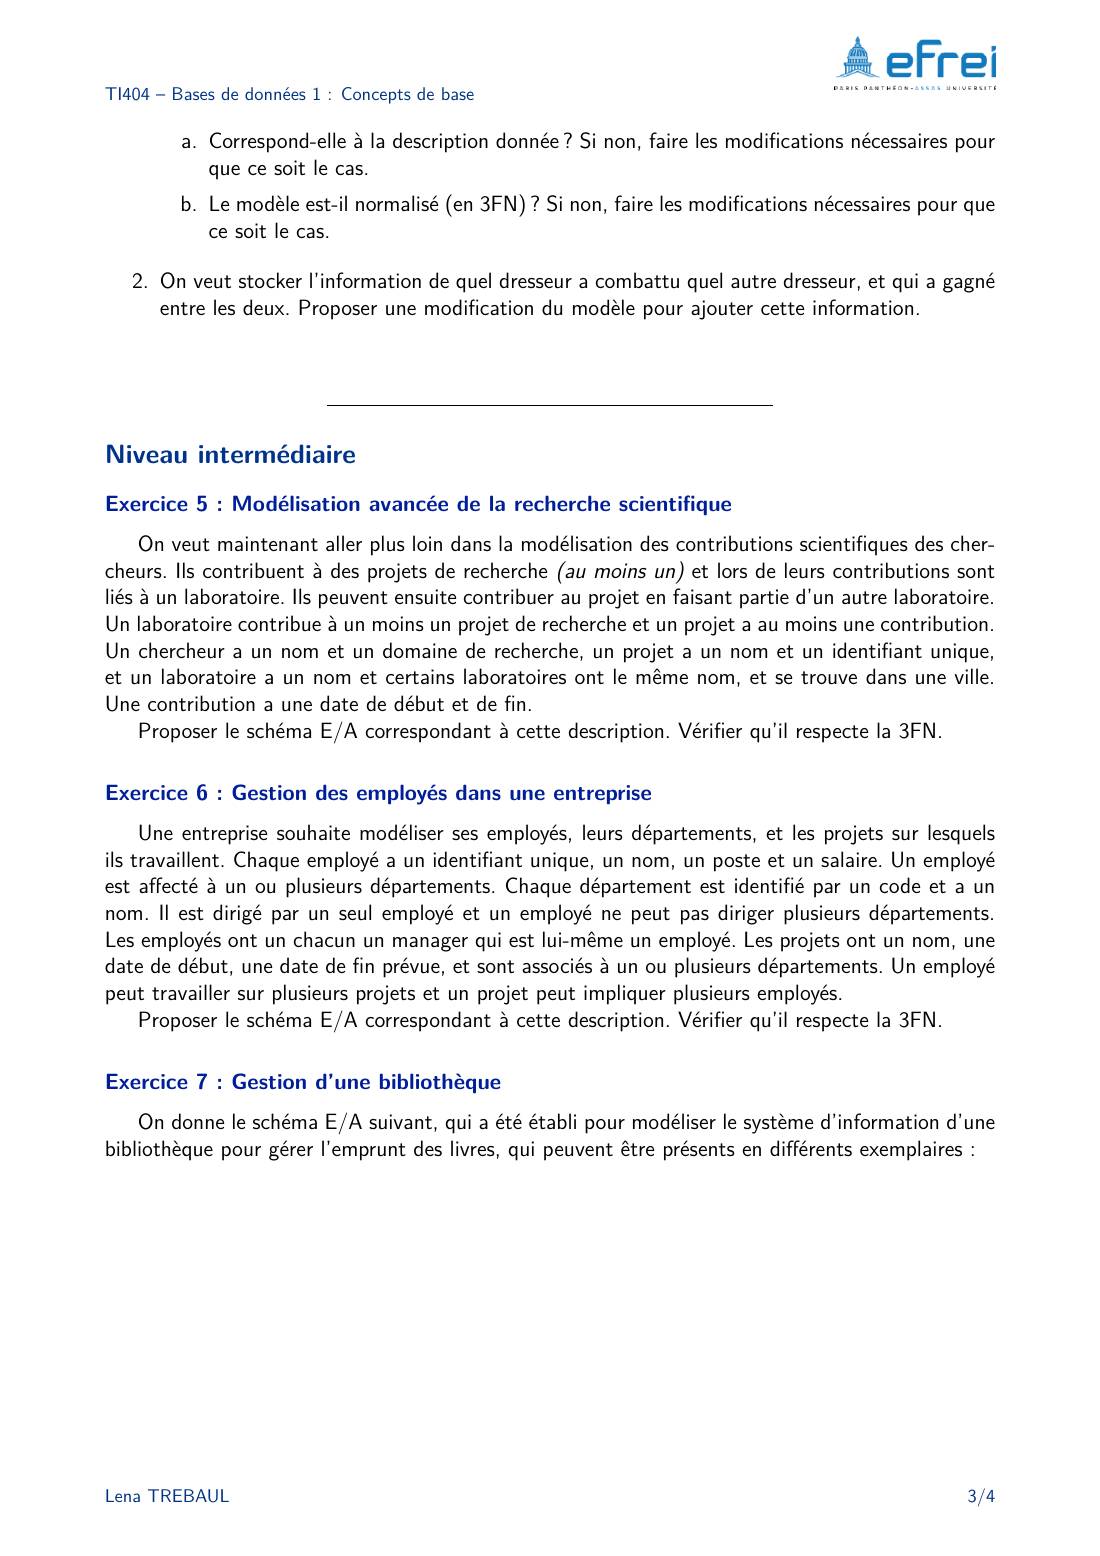 efrei
PARIS PANTHÉON-ASSAS UNIVERSITÉ
TI404 – Bases de données 1 : Concepts de base
a. Correspond-elle à la description donnée ? Si non, faire les modifications nécessaires pour
que ce soit le cas.
b. Le modèle est-il normalisé (en 3FN) ? Si non, faire les modifications nécessaires pour que
ce soit le cas.
2. On veut stocker l'information de quel dresseur a combattu quel autre dresseur, et qui a gagné
entre les deux. Proposer une modification du modèle pour ajouter cette information.
Niveau intermédiaire
Exercice 5 : Modélisation avancée de la recherche scientifique
On veut maintenant aller plus loin dans la modélisation des contributions scientifiques des cher-
cheurs. Ils contribuent à des projets de recherche (au moins un) et lors de leurs contributions sont
liés à un laboratoire. Ils peuvent ensuite contribuer au projet en faisant partie d'un autre laboratoire.
Un laboratoire contribue à un moins un projet de recherche et un projet a au moins une contribution.
Un chercheur a un nom et un domaine de recherche, un projet a un nom et un identifiant unique,
et un laboratoire a un nom et certains laboratoires ont le même nom, et se trouve dans une ville.
Une contribution a une date de début et de fin.
Proposer le schéma E/A correspondant à cette description. Vérifier qu'il respecte la 3FN.
Exercice 6 : Gestion des employés dans une entreprise
Une entreprise souhaite modéliser ses employés, leurs départements, et les projets sur lesquels
ils travaillent. Chaque employé a un identifiant unique, un nom, un poste et un salaire. Un employé
est affecté à un ou plusieurs départements. Chaque département est identifié par un code et a un
nom. Il est dirigé par un seul employé et un employé ne peut pas diriger plusieurs départements.
Les employés ont un chacun un manager qui est lui-même un employé. Les projets ont un nom, une
date de début, une date de fin prévue, et sont associés à un ou plusieurs départements. Un employé
peut travailler sur plusieurs projets et un projet peut impliquer plusieurs employés.
Proposer le schéma E/A correspondant à cette description. Vérifier qu'il respecte la 3FN.
Exercice 7 : Gestion d'une bibliothèque
On donne le schéma E/A suivant, qui a été établi pour modéliser le système d'information d'une
bibliothèque pour gérer l'emprunt des livres, qui peuvent être présents en différents exemplaires :
Lena TREBAUL
3/4